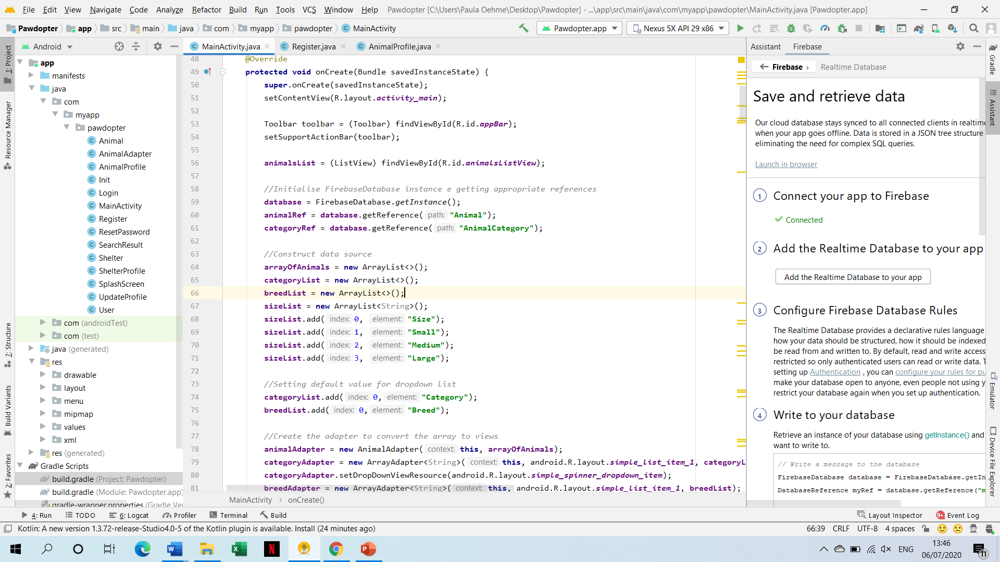 File Edit View Navigate Code Analyze Refactor Build Run Tools VCS Window Help Pawdopter [C:\Users\Paula Oehme\Desktop\Pawdopter] - ...\app\src\main\java\com\myapp\pawdopter\MainActivity.java [Pawdopter.app]
Pawdopter app src main java com myapp pawdopter MainActivity Pawdopter.app Nexus 5X API 29 x86
Android
MainActivity.java Register.java AnimalProfile.java
Assistant Firebase
1: Project
Resource Manager
7: Structure
Build Variants
2: Favorites
app
manifests
java
com
myapp
pawdopter
Animal
AnimalAdapter
AnimalProfile
Init
Login
MainActivity
Register
ResetPassword
SearchResult
Shelter
ShelterProfile
SplashScreen
UpdateProfile
User
com (androidTest)
com (test)
java (generated)
res
drawable
layout
menu
mipmap
values
xml
res (generated)
Gradle Scripts
build.gradle (Project: Pawdopter)
build.gradle (Module: Pawdopter.app)
gradle-wrapper.properties (Gradle Ve
48 @Override
49 protected void onCreate(Bundle savedInstanceState) {
50 super.onCreate(savedInstanceState);
51 setContentView(R.layout.activity_main);
52
53 Toolbar toolbar = (Toolbar) findViewById(R.id.appBar);
54 setSupportActionBar(toolbar);
55
56 animalsList = (ListView) findViewById(R.id.animalsListView);
57
58 //Initialise FirebaseDatabase instance e getting appropriate references
59 database = FirebaseDatabase.getInstance();
60 animalRef = database.getReference( path: "Animal");
61 categoryRef = database.getReference( path: "AnimalCategory");
62
63 //Construct data source
64 arrayOfAnimals = new ArrayList<>();
65 categoryList = new ArrayList<>();
66 breedList = new ArrayList<>();
67 sizeList = new ArrayList<String>();
68 sizeList.add( index: 0, element: "Size");
69 sizeList.add( index: 1, element: "Small");
70 sizeList.add( index: 2, element: "Medium");
71 sizeList.add( index: 3, element: "Large");
72
73 //Setting default value for dropdown list
74 categoryList.add( index: 0, element: "Category");
75 breedList.add( index: 0, element: "Breed");
76
77 //Create the adapter to convert the array to views
78 animalAdapter = new AnimalAdapter( context: this, arrayOfAnimals);
79 categoryAdapter = new ArrayAdapter<String>( context: this, android.R.layout.simple_list_item_1, categoryL
80 categoryAdapter.setDropDownViewResource(android.R.layout.simple_spinner_dropdown_item);
81 breedAdapter = new ArrayAdapter<String>( context: this, android.R.layout.simple_list_item_1, breedList);
MainActivity onCreate()
Firebase › Realtime Database
Save and retrieve data
Our cloud database stays synced to all connected clients in realtime
when your app goes offline. Data is stored in a JSON tree structure
eliminating the need for complex SQL queries.
Launch in browser
1 Connect your app to Firebase
Connected
2 Add the Realtime Database to your app
Add the Realtime Database to your app
3 Configure Firebase Database Rules
The Realtime Database provides a declarative rules language
how your data should be structured, how it should be indexed
be read from and written to. By default, read and write access
restricted so only authenticated users can read or write data. T
setting up Authentication , you can configure your rules for pu
make your database open to anyone, even people not using y
restrict your database again when you set up authentication.
4 Write to your database
Retrieve an instance of your database using getInstance() and
want to write to.
// Write a message to the database
FirebaseDatabase database = FirebaseDatabase.getIn
DatabaseReference myRef = database.getReference("m
Gradle
Assistant
Emulator
Device File Explorer
4: Run TODO 6: Logcat Profiler Terminal Build Layout Inspector 9+ Event Log
Kotlin: A new version 1.3.72-release-Studio4.0-5 of the Kotlin plugin is available. Install (24 minutes ago) 66:39 CRLF UTF-8 4 spaces
ENG 13:46
06/07/2020 11